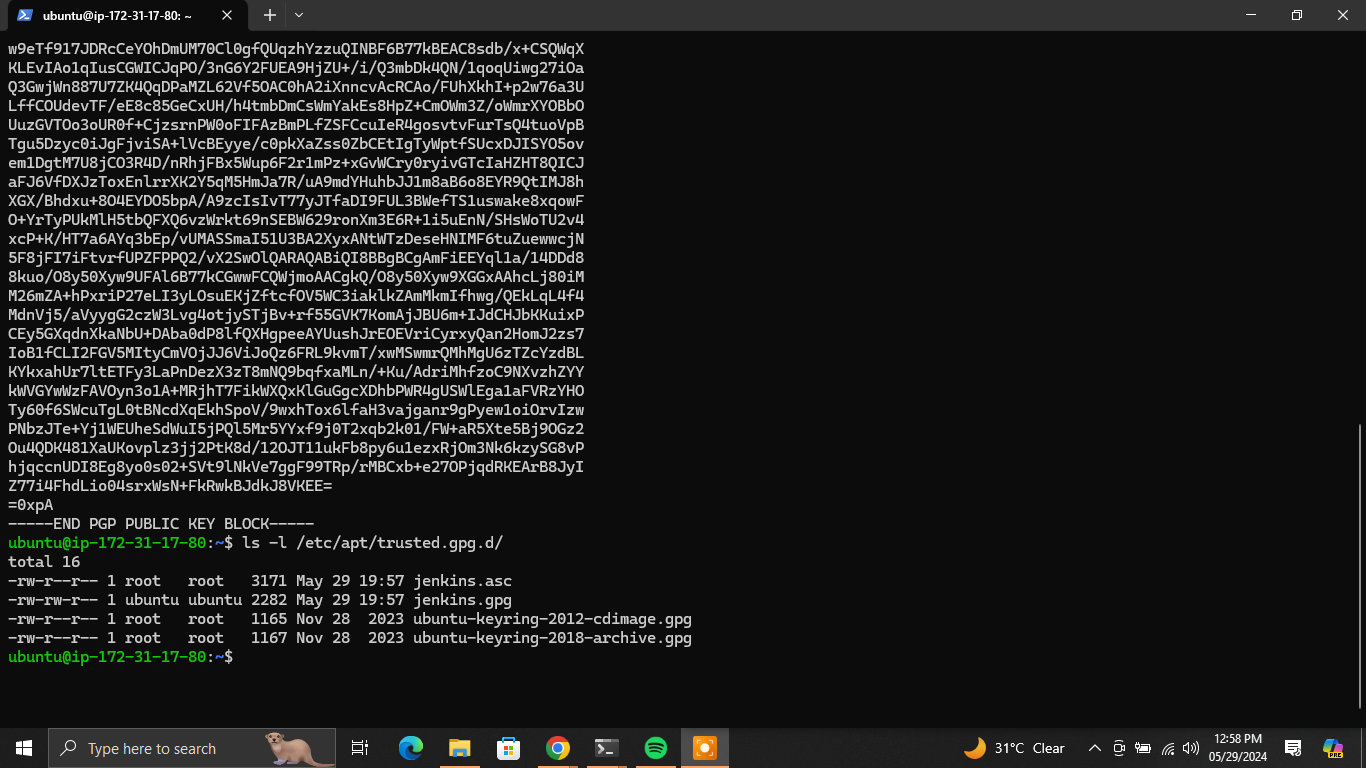 ubuntu@ip-172-31-17-80: ~
w9eTf917JDRcCeYOhDmUM70Cl0gfQUqzhYzzuQINBF6B77kBEAC8sdb/x+CSQWqX
KLEvIAo1qIusCGWICJqPO/3nG6Y2FUEA9HjZU+/i/Q3mbDk4QN/1qoqUiwg27iOa
Q3GwjWn887U7ZK4QqDPaMZL62Vf5OAC0hA2iXnncvAcRCAo/FUhXkhI+p2w76a3U
LffCOUdevTF/eE8c85GeCxUH/h4tmbDmCsWmYakEs8HpZ+CmOWm3Z/oWmrXYOBbO
UuzGVTOo3oUR0f+CjzsrnPW0oFIFAzBmPLfZSFCcuIeR4gosvtvFurTsQ4tuoVpB
Tgu5Dzyc0iJgFjviSA+lVcBEyye/c0pkXaZss0ZbCEtIgTyWptfSUcxDJISYO5ov
em1DgtM7U8jCO3R4D/nRhjFBx5Wup6F2r1mPz+xGvWCry0ryivGTcIaHZHT8QICJ
aFJ6VfDXJzToxEnlrrXK2Y5qM5HmJa7R/uA9mdYHuhbJJ1m8aB6o8EYR9QtIMJ8h
XGX/Bhdxu+8O4EYDO5bpA/A9zcIsIvT77yJTfaDI9FUL3BWefTS1uswake8xqowF
O+YrTyPUkMlH5tbQFXQ6vzWrkt69nSEBW629ronXm3E6R+1i5uEnN/SHsWoTU2v4
xcP+K/HT7a6AYq3bEp/vUMASSmaI51U3BA2XyxANtWTzDeseHNIMF6tuZuewwcjN
5F8jFI7iFtvrfUPZFPPQ2/vX2SwOlQARAQABiQI8BBgBCgAmFiEEYql1a/14DDd8
8kuo/O8y50Xyw9UFAl6B77kCGwwFCQWjmoAACgkQ/O8y50Xyw9XGGxAAhcLj80iM
M26mZA+hPxriP27eLI3yLOsuEKjZftcfOV5WC3iaklkZAmMkmIfhwg/QEkLqL4f4
MdnVj5/aVyygG2czW3Lvg4otjySTjBv+rf55GVK7KomAjJBU6m+IJdCHJbKKuixP
CEy5GXqdnXkaNbU+DAba0dP8lfQXHgpeeAYUushJrEOEVriCyrxyQan2HomJ2zs7
IoB1fCLI2FGV5MItyCmVOjJJ6ViJoQz6FRL9kvmT/xwMSwmrQMhMgU6zTZcYzdBL
KYkxahUr7ltETFy3LaPnDezX3zT8mNQ9bqfxaMLn/+Ku/AdriMhfzoC9NXvzhZYY
kWVGYwWzFAVOyn3o1A+MRjhT7FikWXQxKlGuGgcXDhbPWR4gUSWlEga1aFVRzYHO
Ty60f6SWcuTgL0tBNcdXqEkhSpoV/9wxhTox6lfaH3vajganr9gPyew1oiOrvIzw
PNbzJTe+Yj1WEUheSdWuI5jPQl5Mr5YYxf9j0T2xqb2k01/FW+aR5Xte5Bj9OGz2
Ou4QDK481XaUKovplz3jj2PtK8d/12OJT11ukFb8py6u1ezxRjOm3Nk6kzySG8vP
hjqccnUDI8Eg8yo0s02+SVt9lNkVe7ggF99TRp/rMBCxb+e27OPjqdRKEArB8JyI
Z77i4FhdLio04srxWsN+FkRwkBJdkJ8VKEE=
=0xpA
-----END PGP PUBLIC KEY BLOCK-----
ubuntu@ip-172-31-17-80:~$ ls -l /etc/apt/trusted.gpg.d/
total 16
-rw-r--r-- 1 root   root   3171 May 29 19:57 jenkins.asc
-rw-rw-r-- 1 ubuntu ubuntu 2282 May 29 19:57 jenkins.gpg
-rw-r--r-- 1 root   root   1165 Nov 28  2023 ubuntu-keyring-2012-cdimage.gpg
-rw-r--r-- 1 root   root   1167 Nov 28  2023 ubuntu-keyring-2018-archive.gpg
ubuntu@ip-172-31-17-80:~$
Type here to search
31°C Clear
12:58 PM
05/29/2024
PRE